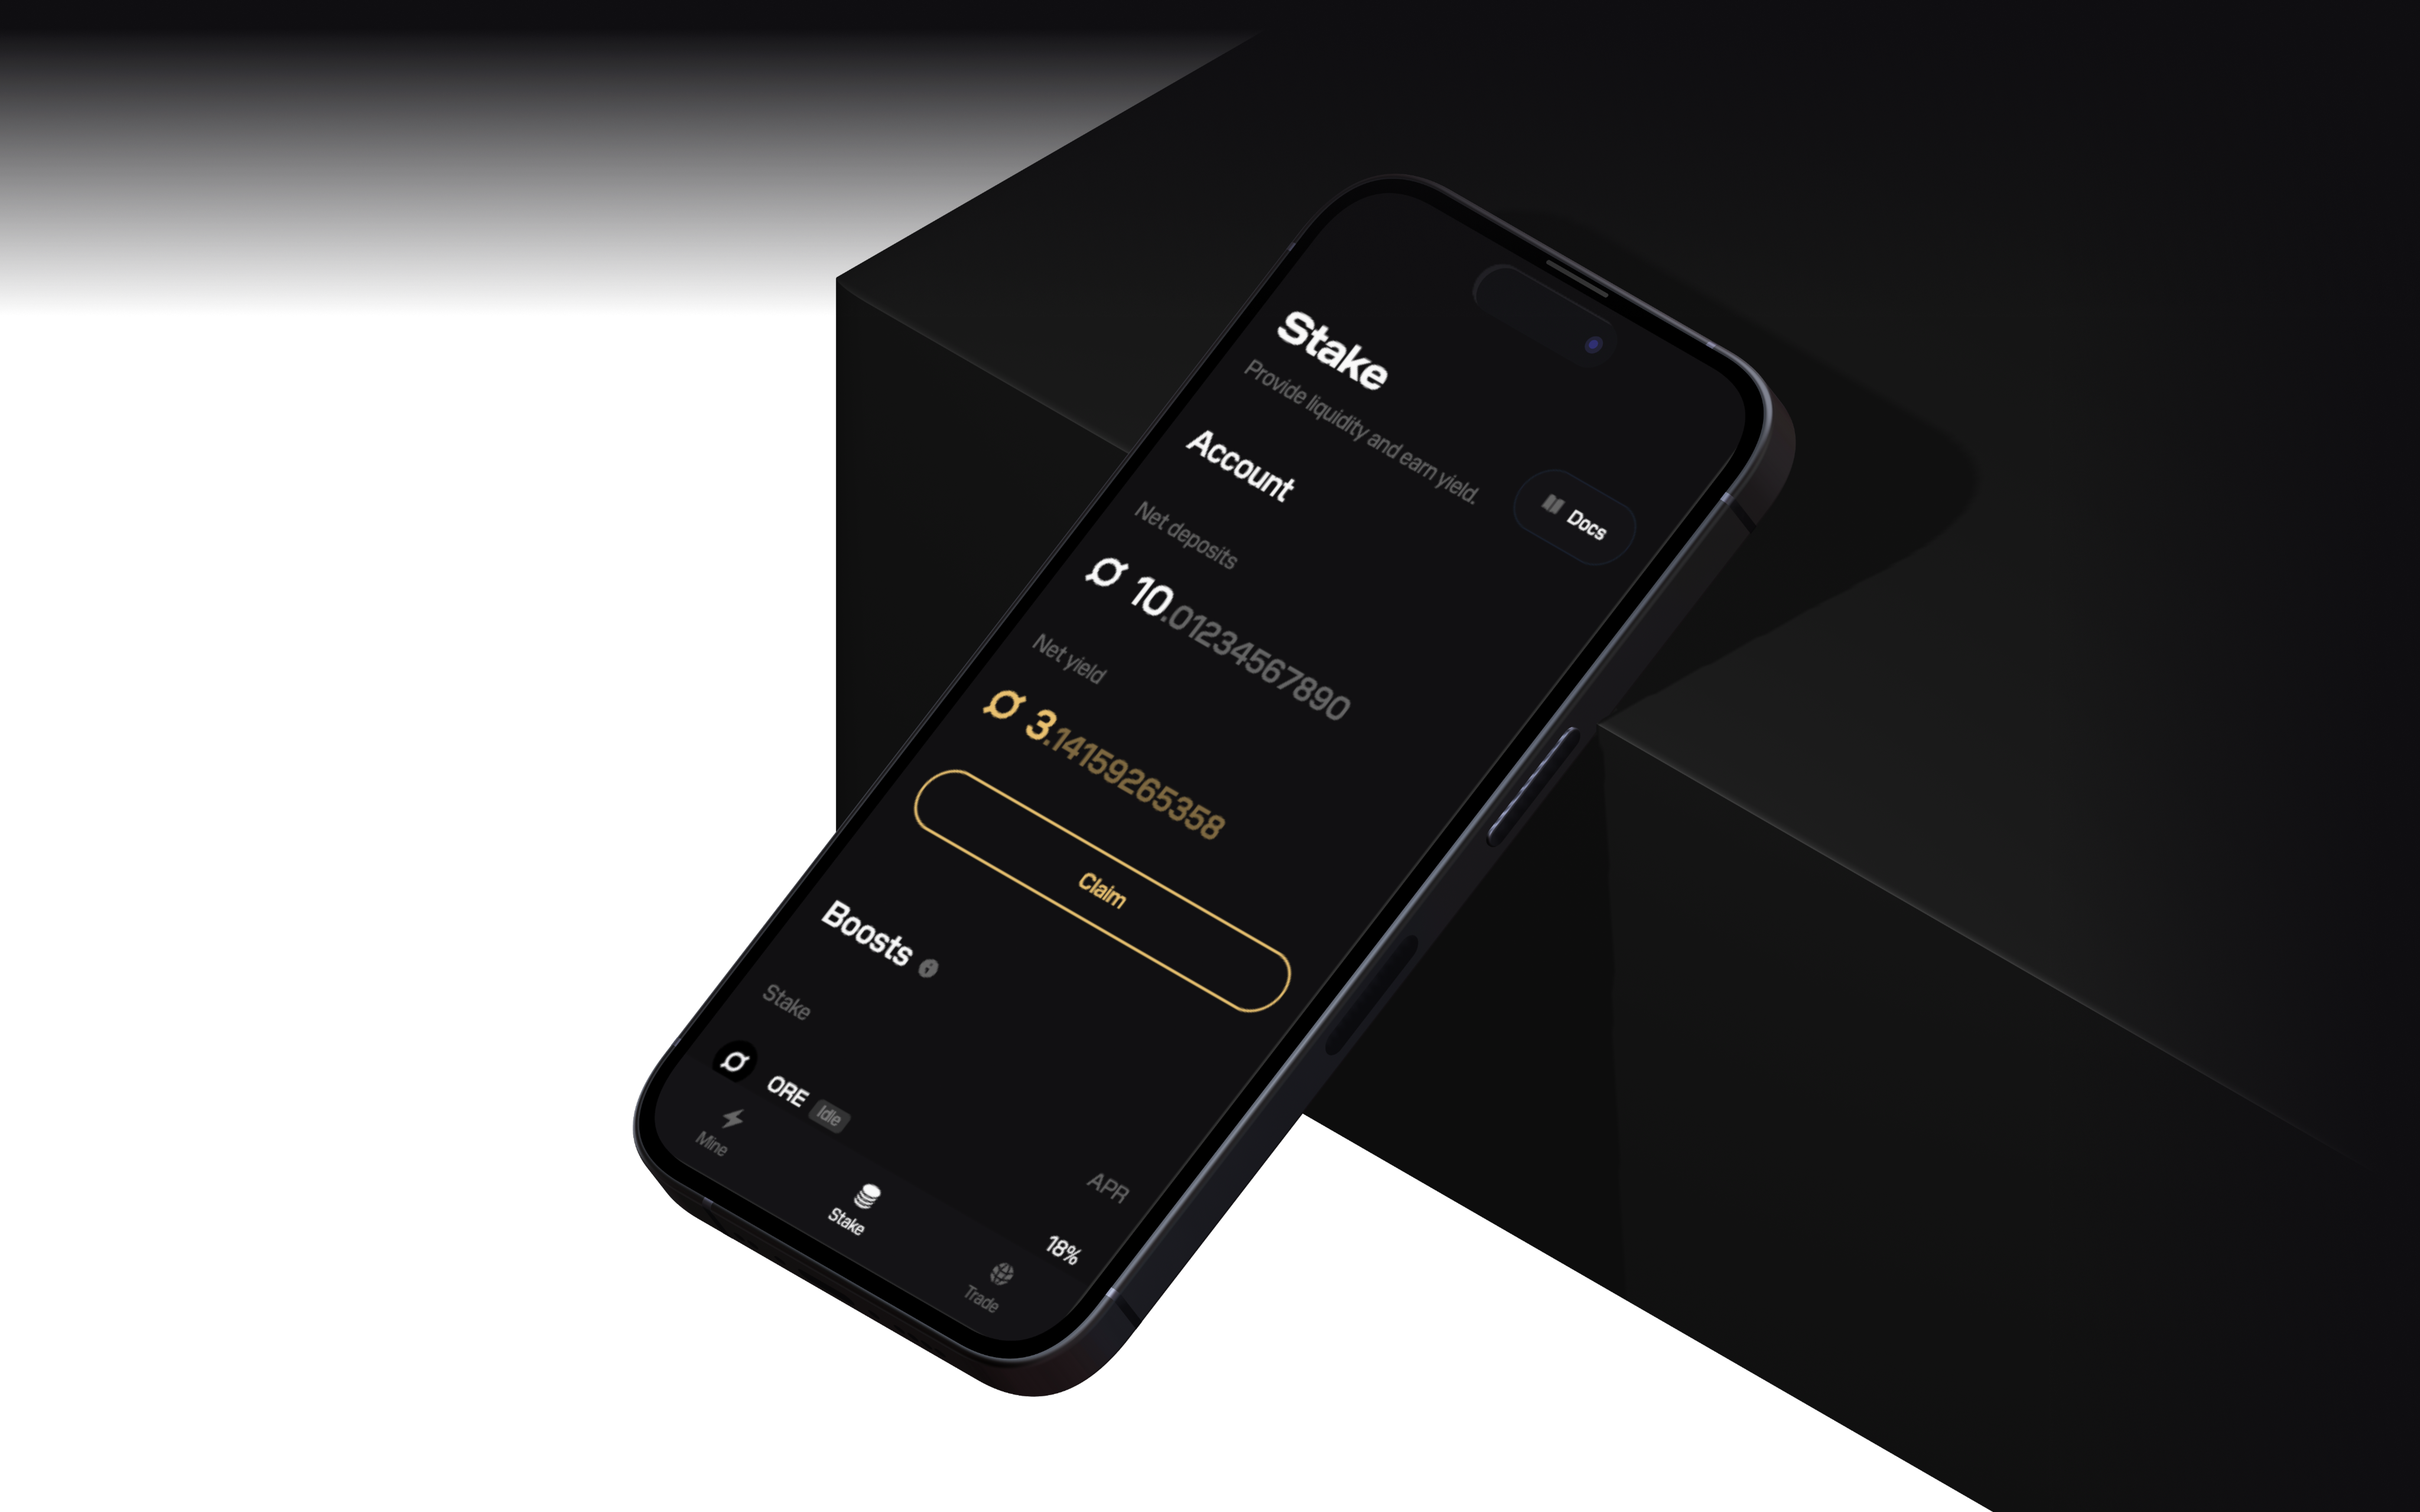 Stake
Provide liquidity and earn yield.
Docs
Account
Net deposits
10.01234567890
Net yield
3.14159265358
Claim
Boosts
Stake
APR
ORE Idle
18%
Mine
Stake
Trade